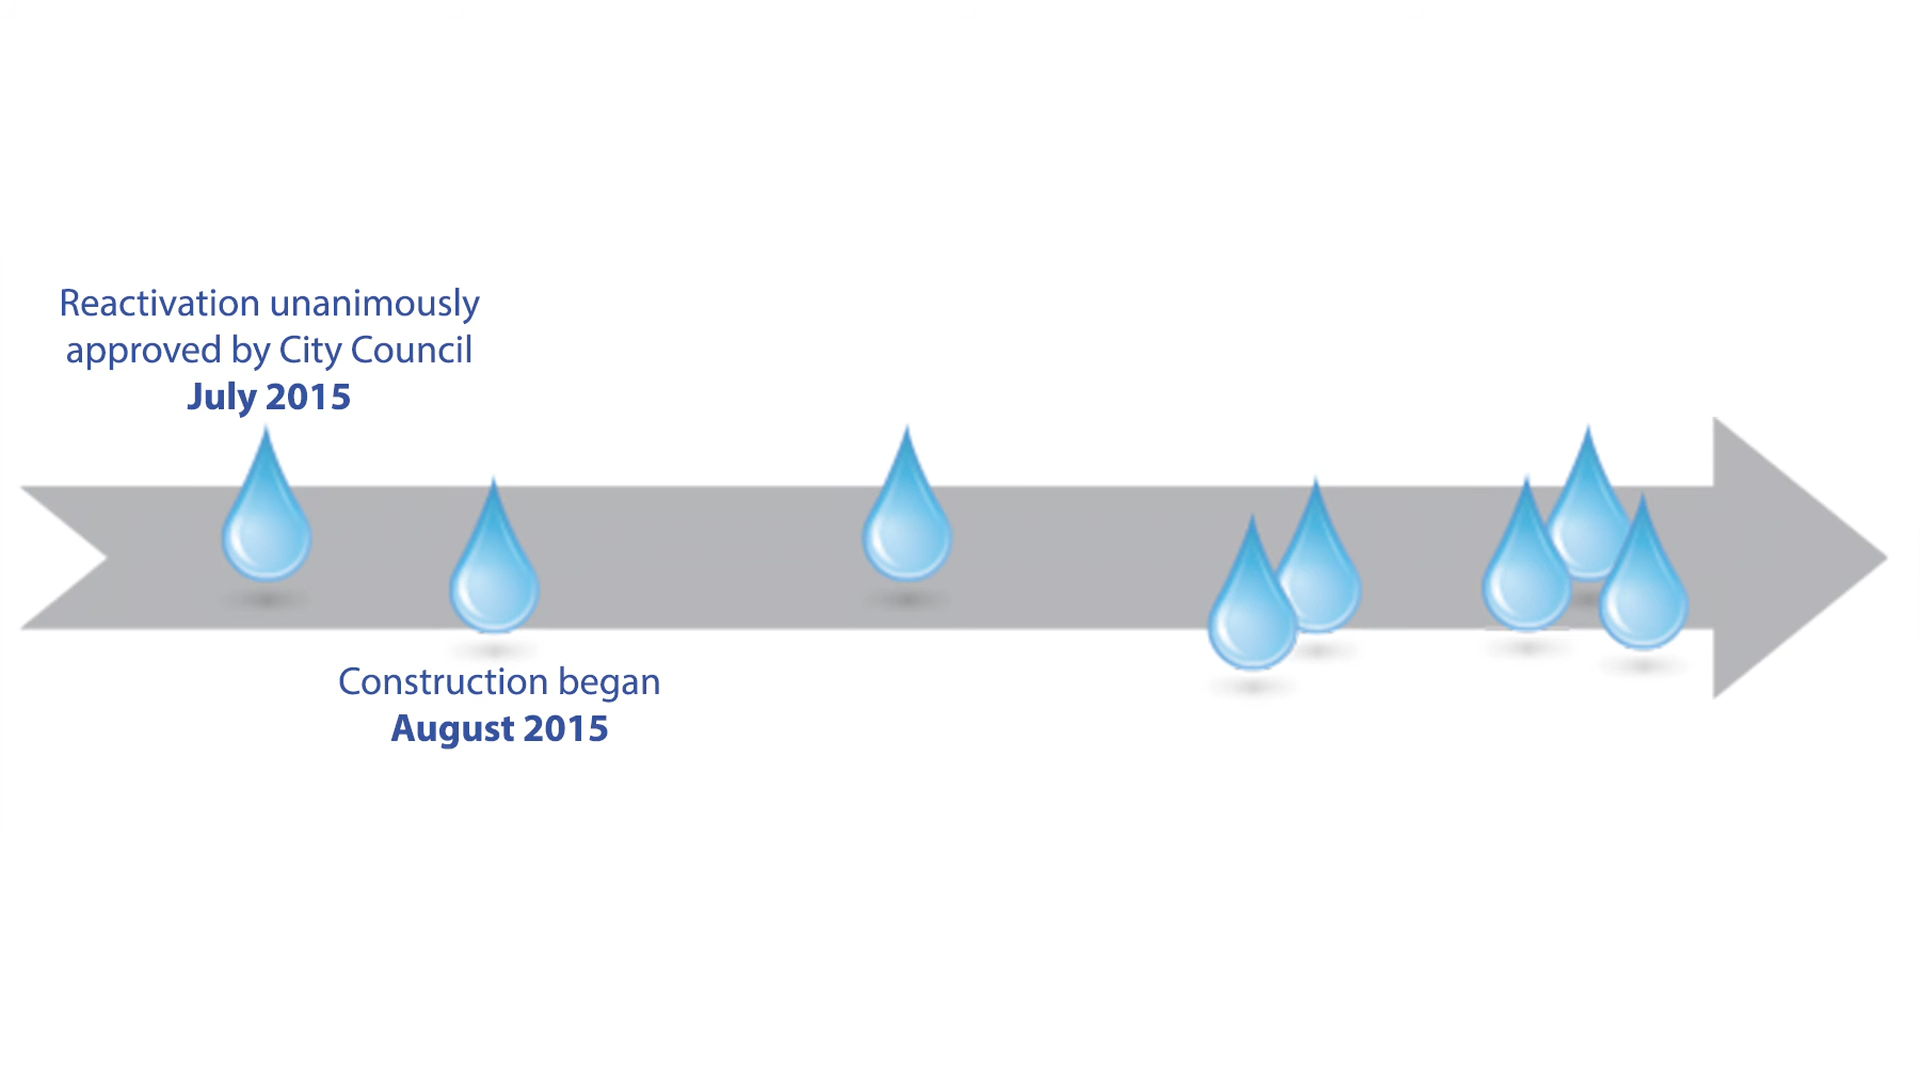 Reactivation unanimously
approved by City Council
July 2015
Construction began
August 2015